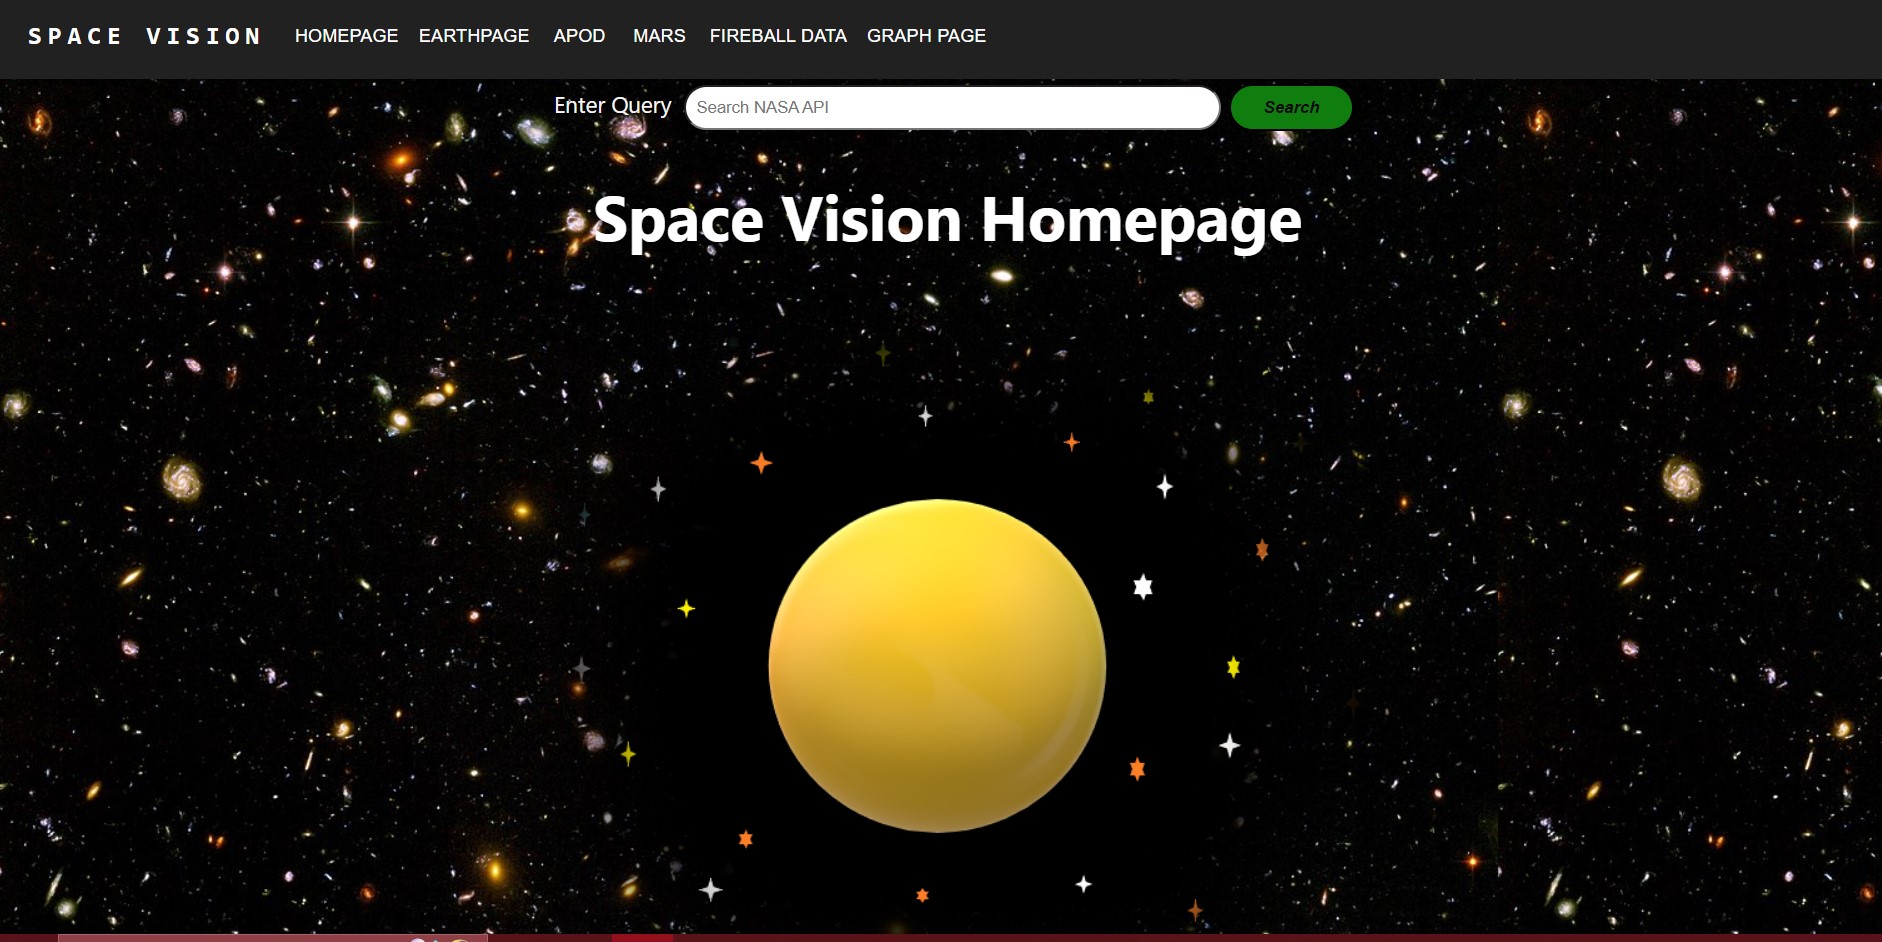 SPACE VISION HOMEPAGE EARTHPAGE APOD MARS FIREBALL DATA GRAPH PAGE
Enter Query Search NASA API Search
Space Vision Homepage